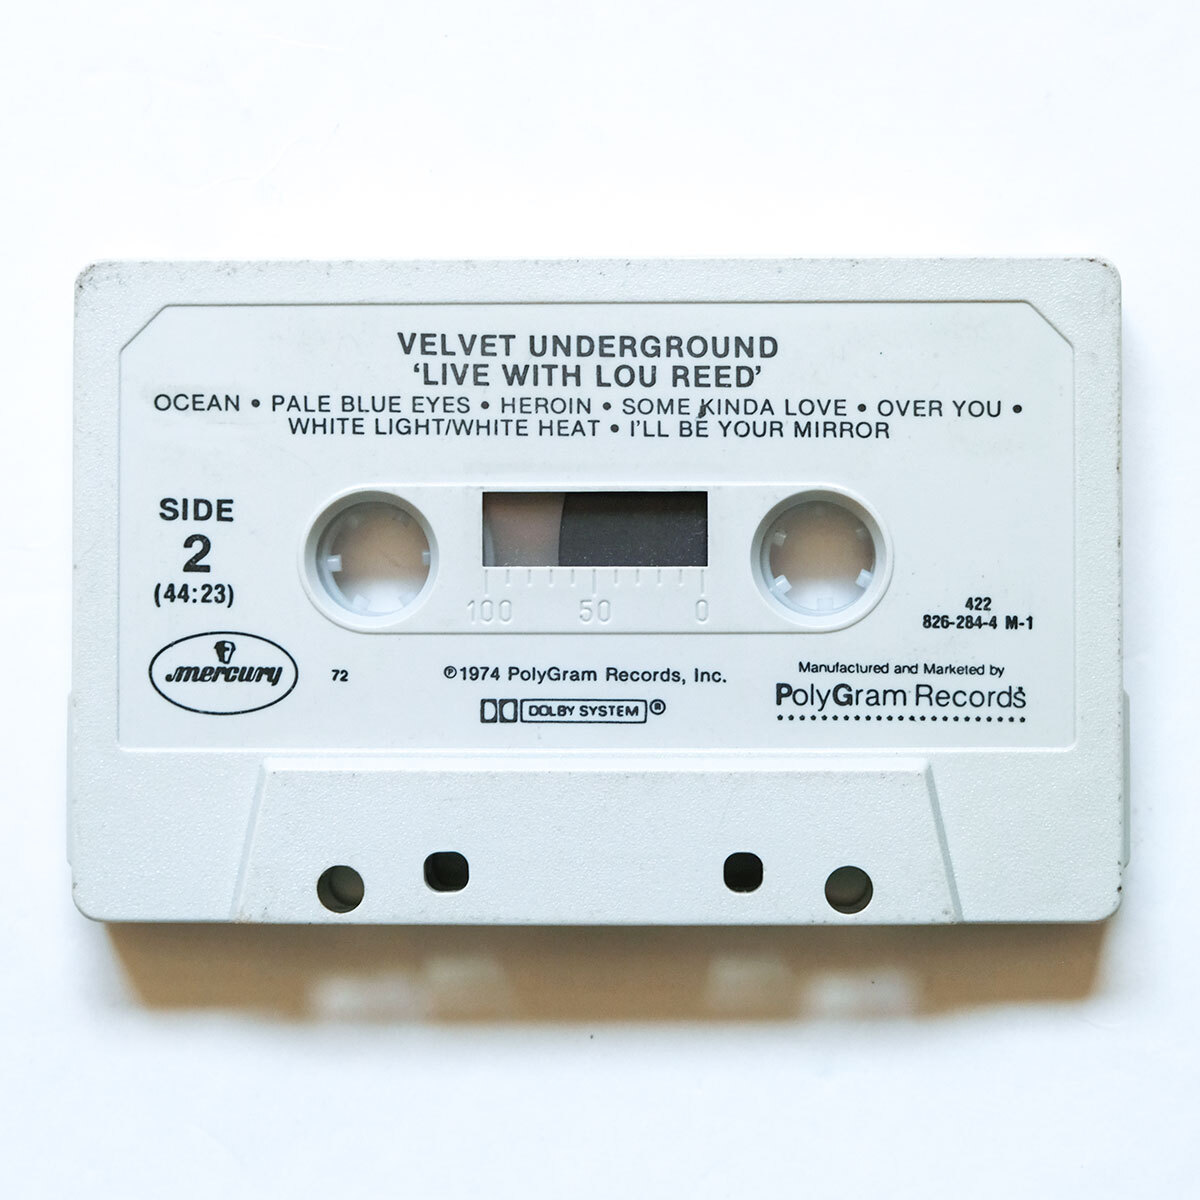 VELVET UNDERGROUND
'LIVE WITH LOU REED'
OCEAN • PALE BLUE EYES • HEROIN • SOME KINDA LOVE • OVER YOU •
WHITE LIGHT/WHITE HEAT • I'LL BE YOUR MIRROR
SIDE
2
(44:23)
100 50 0
422
826-284-4 M-1
mercury
72
℗1974 PolyGram Records, Inc.
DOLBY SYSTEM ®
Manufactured and Marketed by
PolyGram Records